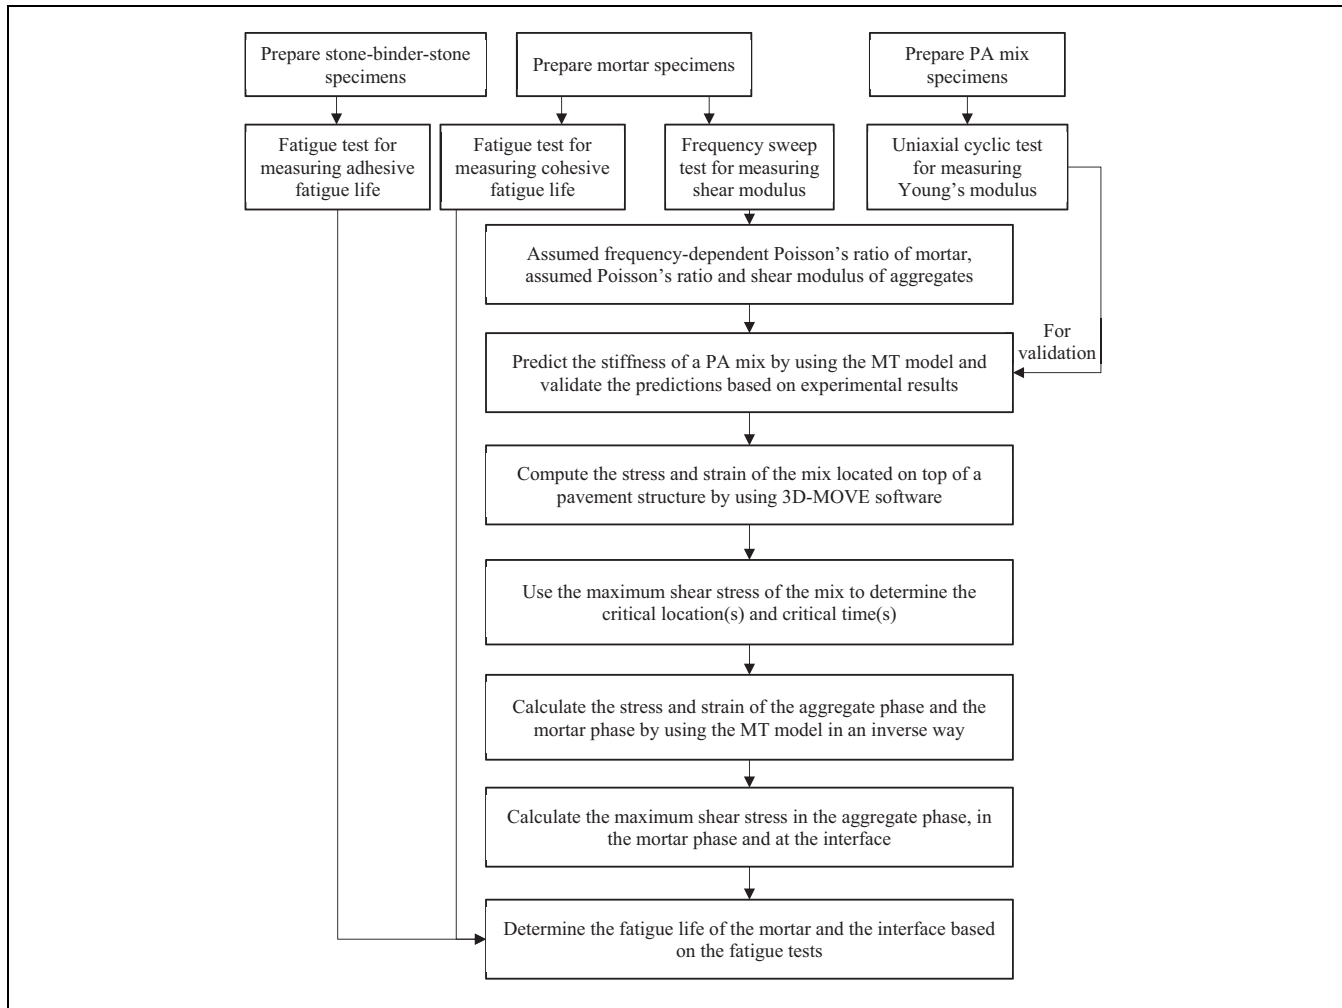 Prepare stone-binder-stone
specimens
Prepare mortar specimens
Prepare PA mix
specimens
Fatigue test for
measuring adhesive
fatigue life
Fatigue test for
measuring cohesive
fatigue life
Frequency sweep
test for measuring
shear modulus
Uniaxial cyclic test
for measuring
Young’s modulus
Assumed frequency-dependent Poisson’s ratio of mortar,
assumed Poisson’s ratio and shear modulus of aggregates
For
validation
Predict the stiffness of a PA mix by using the MT model and
validate the predictions based on experimental results
Compute the stress and strain of the mix located on top of a
pavement structure by using 3D-MOVE software
Use the maximum shear stress of the mix to determine the
critical location(s) and critical time(s)
Calculate the stress and strain of the aggregate phase and the
mortar phase by using the MT model in an inverse way
Calculate the maximum shear stress in the aggregate phase, in
the mortar phase and at the interface
Determine the fatigue life of the mortar and the interface based
on the fatigue tests